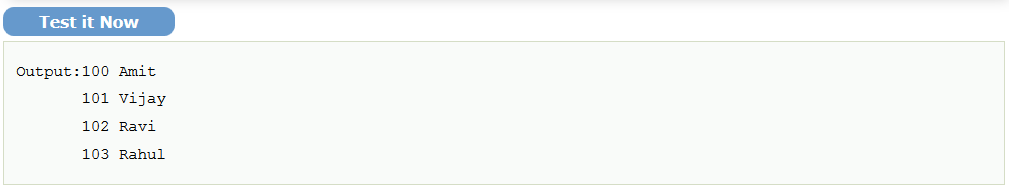 Test it Now
Output:100 Amit
101 Vijay
102 Ravi
103 Rahul